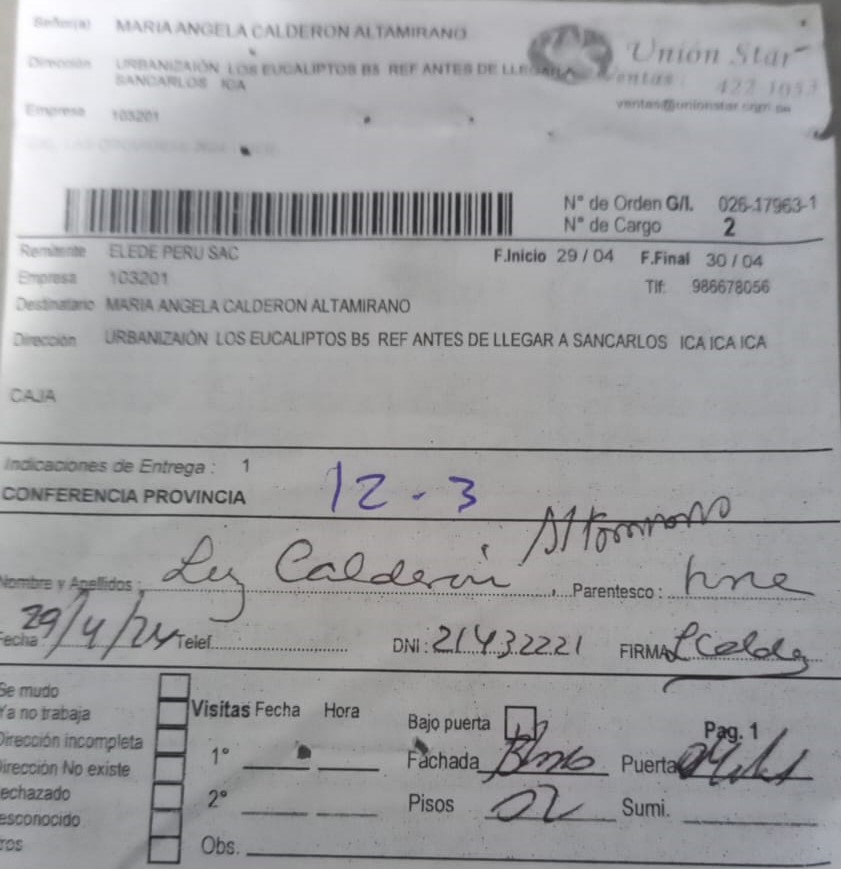 Señor(a) MARIA ANGELA CALDERON ALTAMIRANO
Dirección URBANIZAIÓN LOS EUCALIPTOS B5 REF ANTES DE LLEGAR A
SANCARLOS ICA
Empresa 103201
Unión Star
Ventas: 422 1053
ventas@unionstar.com.pe
N° de Orden G/I. 026-17963-1
N° de Cargo 2
Remitente ELEDE PERU SAC F.Inicio 29 / 04 F.Final 30 / 04
Empresa 103201 Tlf: 986678056
Destinatario MARIA ANGELA CALDERON ALTAMIRANO
Dirección URBANIZAIÓN LOS EUCALIPTOS B5 REF ANTES DE LLEGAR A SANCARLOS ICA ICA ICA
CAJA
Indicaciones de Entrega : 1
CONFERENCIA PROVINCIA 12 - 3
Nombre y Apellidos : Luz Calderón Altamirano Parentesco :
Fecha 29/4/24 Telef. DNI : 21432221 FIRMA
Se mudo
Ya no trabaja
Dirección incompleta
Dirección No existe
Visitas Fecha Hora Bajo puerta Pag. 1
1° Fachada Puerta
2° Pisos 02 Sumi.
Obs.